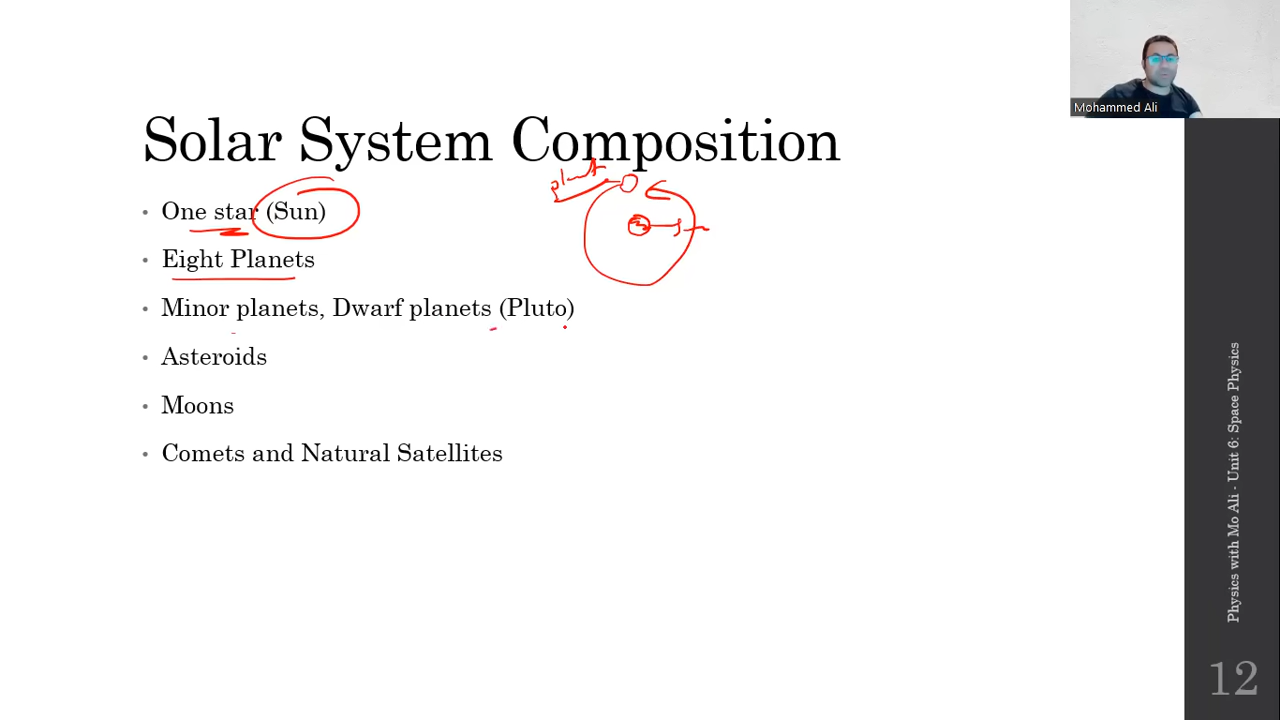 Mohammed Ali
Solar System Composition
planet
• One star (Sun)
• Eight Planets
• Minor planets, Dwarf planets (Pluto)
• Asteroids
• Moons
• Comets and Natural Satellites
Physics with Mo Ali - Unit 6: Space Physics
12